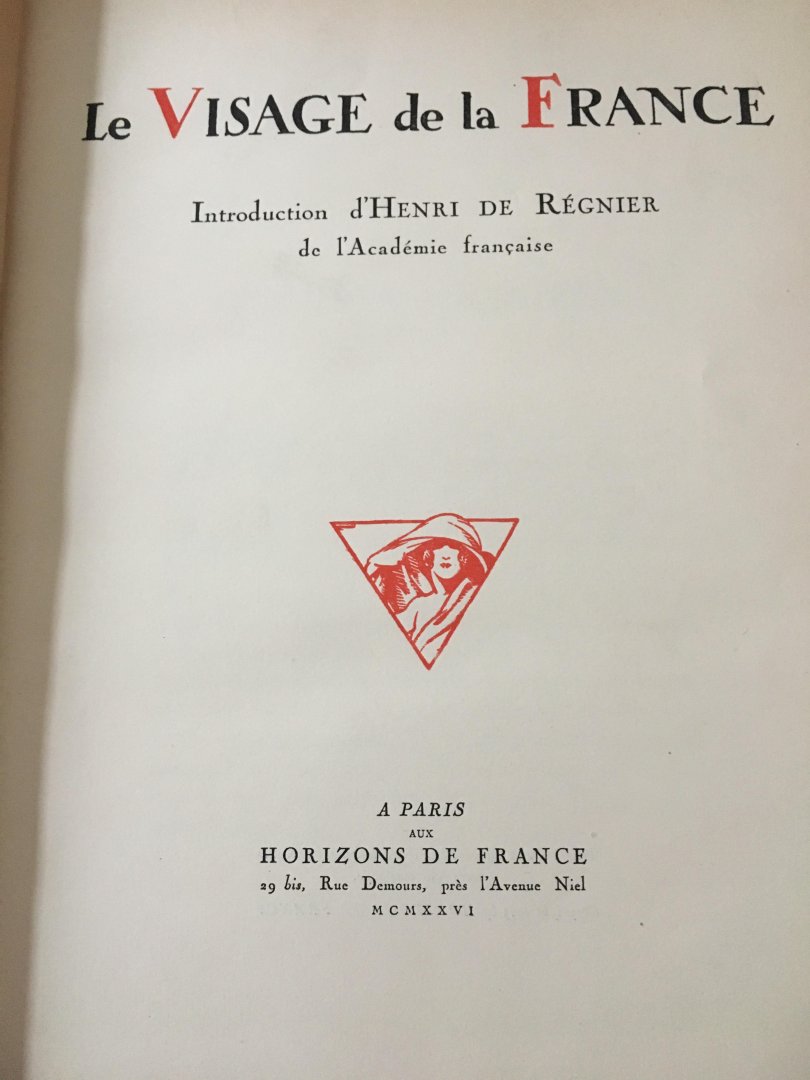 Le VISAGE de la FRANCE
Introduction d'HENRI DE RÉGNIER
de l'Académie française
A PARIS
AUX
HORIZONS DE FRANCE
29 bis, Rue Demours, près l'Avenue Niel
MCMXXVI